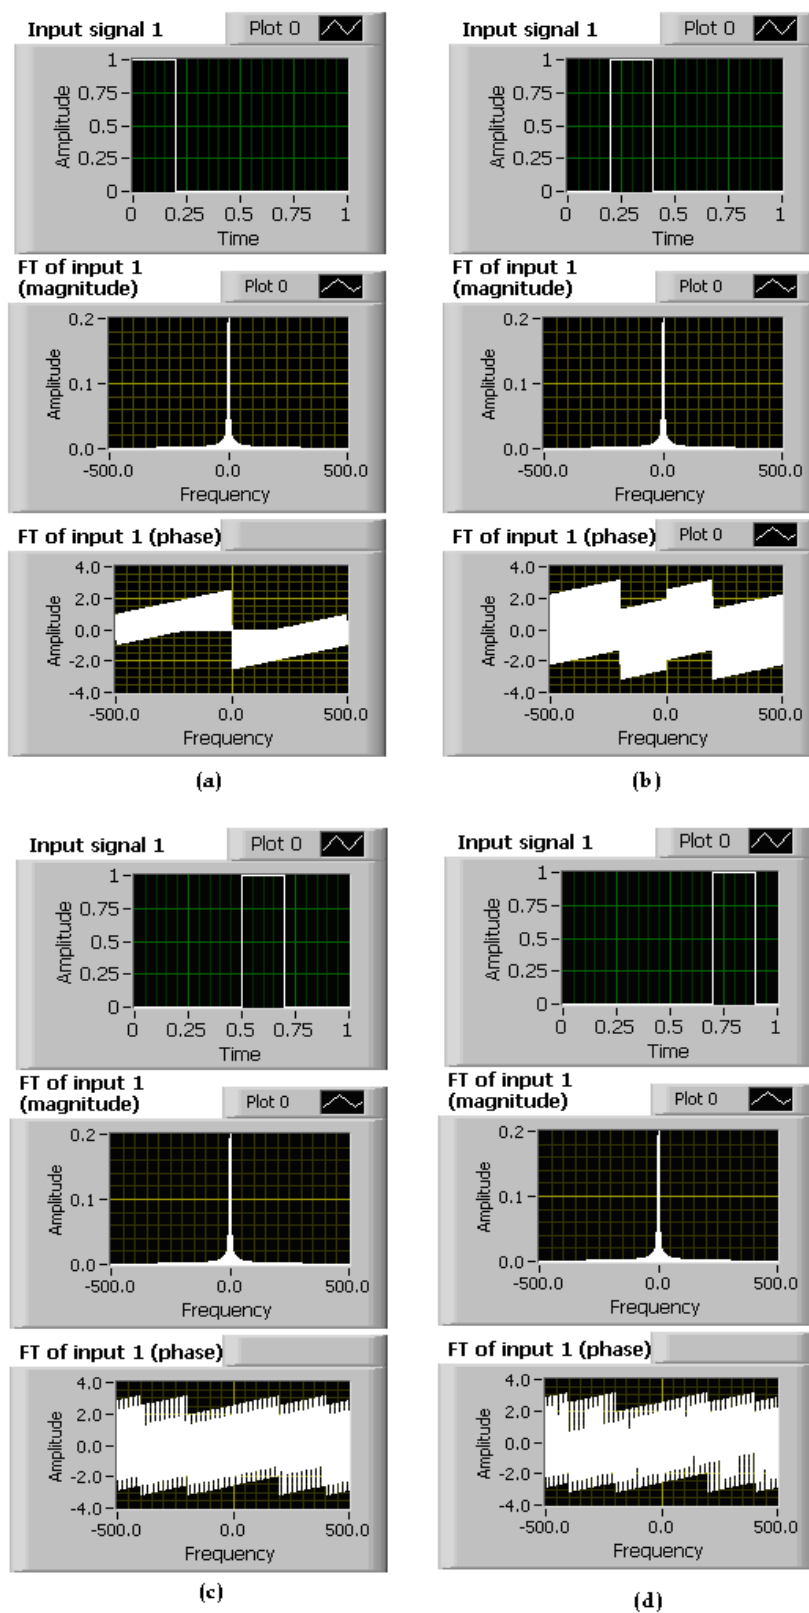 Input signal 1 Plot 0
1
0.75
0.5
0.25
0
Amplitude
0 0.25 0.5 0.75 1
Time
FT of input 1
(magnitude) Plot 0
0.2
0.1
0.0
Amplitude
-500.0 0.0 500.0
Frequency
FT of input 1 (phase)
4.0
2.0
0.0
-2.0
-4.0
Amplitude
-500.0 0.0 500.0
Frequency
(a)
Input signal 1 Plot 0
1
0.75
0.5
0.25
0
Amplitude
0 0.25 0.5 0.75 1
Time
FT of input 1
(magnitude) Plot 0
0.2
0.1
0.0
Amplitude
-500.0 0.0 500.0
Frequency
FT of input 1 (phase) Plot 0
4.0
2.0
0.0
-2.0
-4.0
Amplitude
-500.0 0.0 500.0
Frequency
(b)
Input signal 1 Plot 0
1
0.75
0.5
0.25
0
Amplitude
0 0.25 0.5 0.75 1
Time
FT of input 1
(magnitude) Plot 0
0.2
0.1
0.0
Amplitude
-500.0 0.0 500.0
Frequency
FT of input 1 (phase)
4.0
2.0
0.0
-2.0
-4.0
Amplitude
-500.0 0.0 500.0
Frequency
(c)
Input signal 1 Plot 0
1
0.75
0.5
0.25
0
Amplitude
0 0.25 0.5 0.75 1
Time
FT of input 1
(magnitude) Plot 0
0.2
0.1
0.0
Amplitude
-500.0 0.0 500.0
Frequency
FT of input 1 (phase)
4.0
2.0
0.0
-2.0
-4.0
Amplitude
-500.0 0.0 500.0
Frequency
(d)